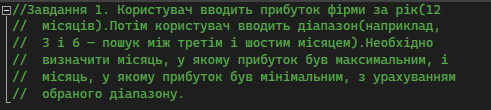 //Завдання 1. Користувач вводить прибуток фірми за рік(12
// місяців).Потім користувач вводить діапазон(наприклад,
// 3 і 6 – пошук між третім і шостим місяцем).Необхідно
// визначити місяць, у якому прибуток був максимальним, і
// місяць, у якому прибуток був мінімальним, з урахуванням
// обраного діапазону.